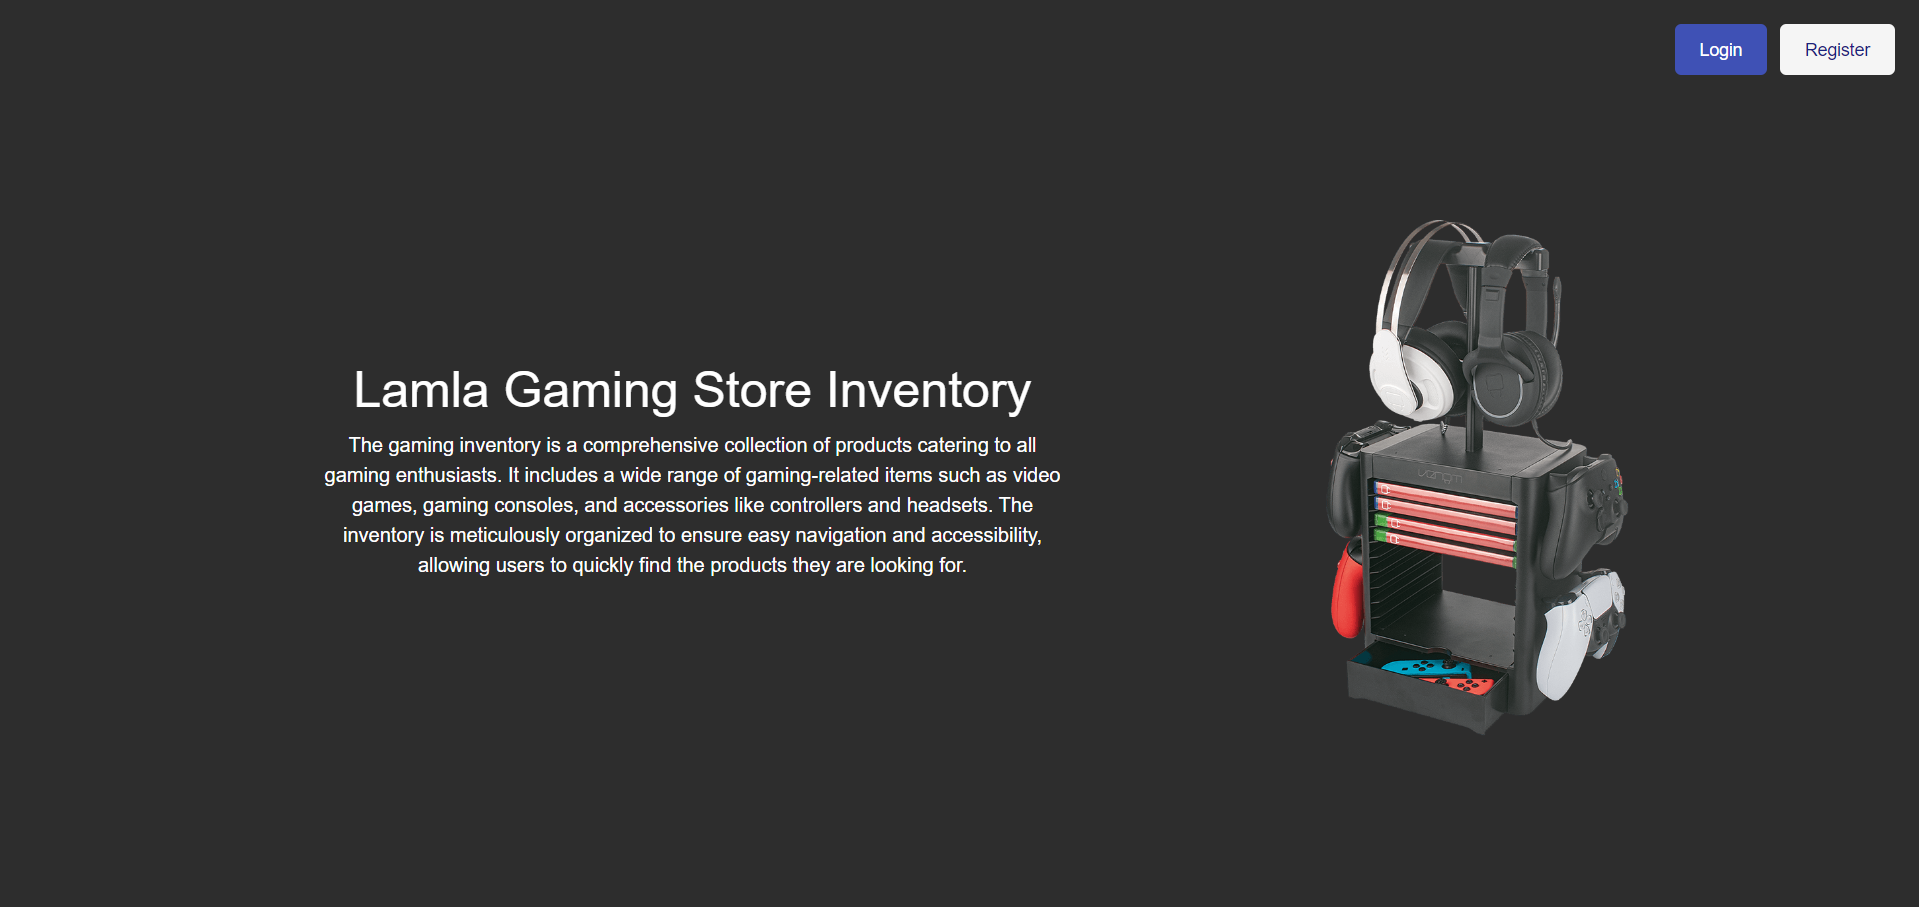 Login
Register
Lamla Gaming Store Inventory
The gaming inventory is a comprehensive collection of products catering to all
gaming enthusiasts. It includes a wide range of gaming-related items such as video
games, gaming consoles, and accessories like controllers and headsets. The
inventory is meticulously organized to ensure easy navigation and accessibility,
allowing users to quickly find the products they are looking for.